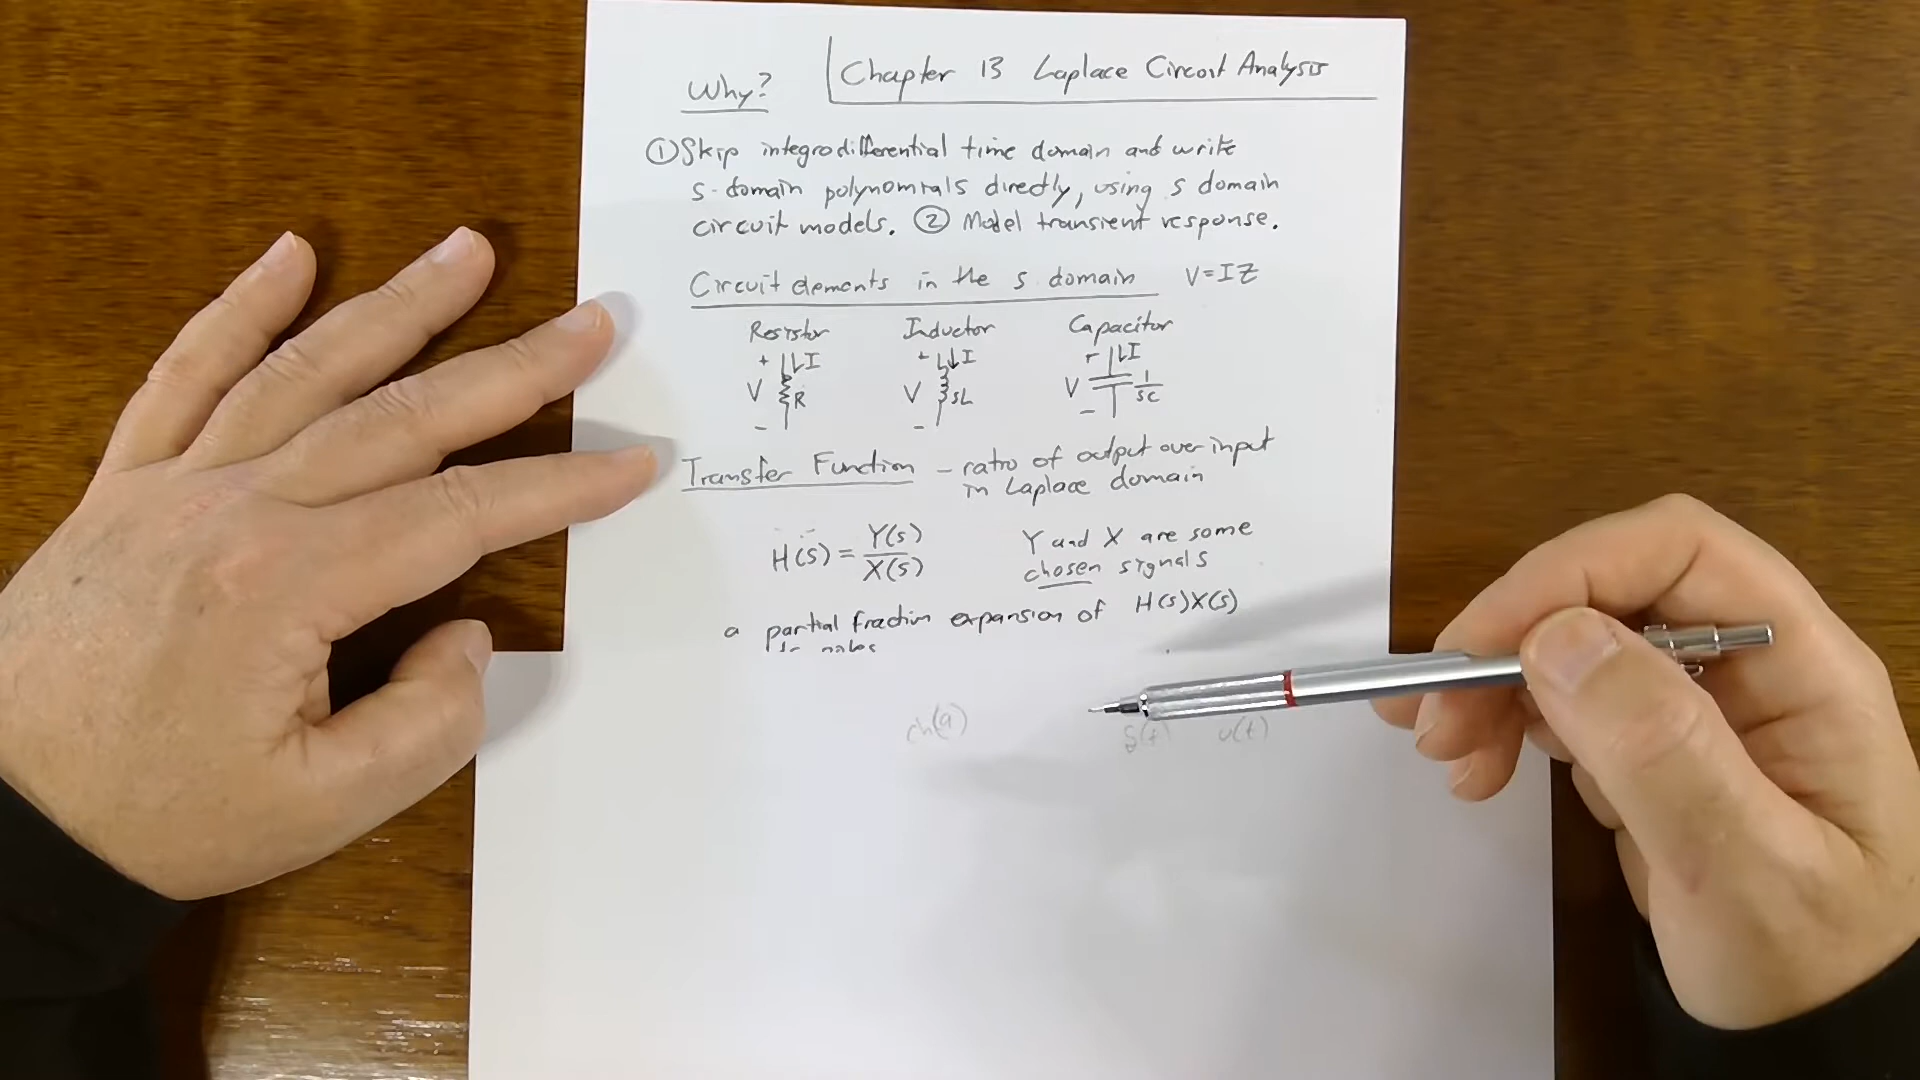 Why?
Chapter 13 Laplace Circuit Analysis
①Skip integrodifferential time domain and write
s-domain polynomials directly, using s domain
circuit models. ② Model transient response.
Circuit elements in the s domain V=IZ
Resistor Inductor Capacitor
+ I + I + I
V R V sL V 1/sC
- - -
Transfer Function - ratio of output over input
in Laplace domain
H(s) = Y(s)/X(s)
Y and X are some
chosen signals
a partial fraction expansion of H(s)X(s)
δ(t) u(t)